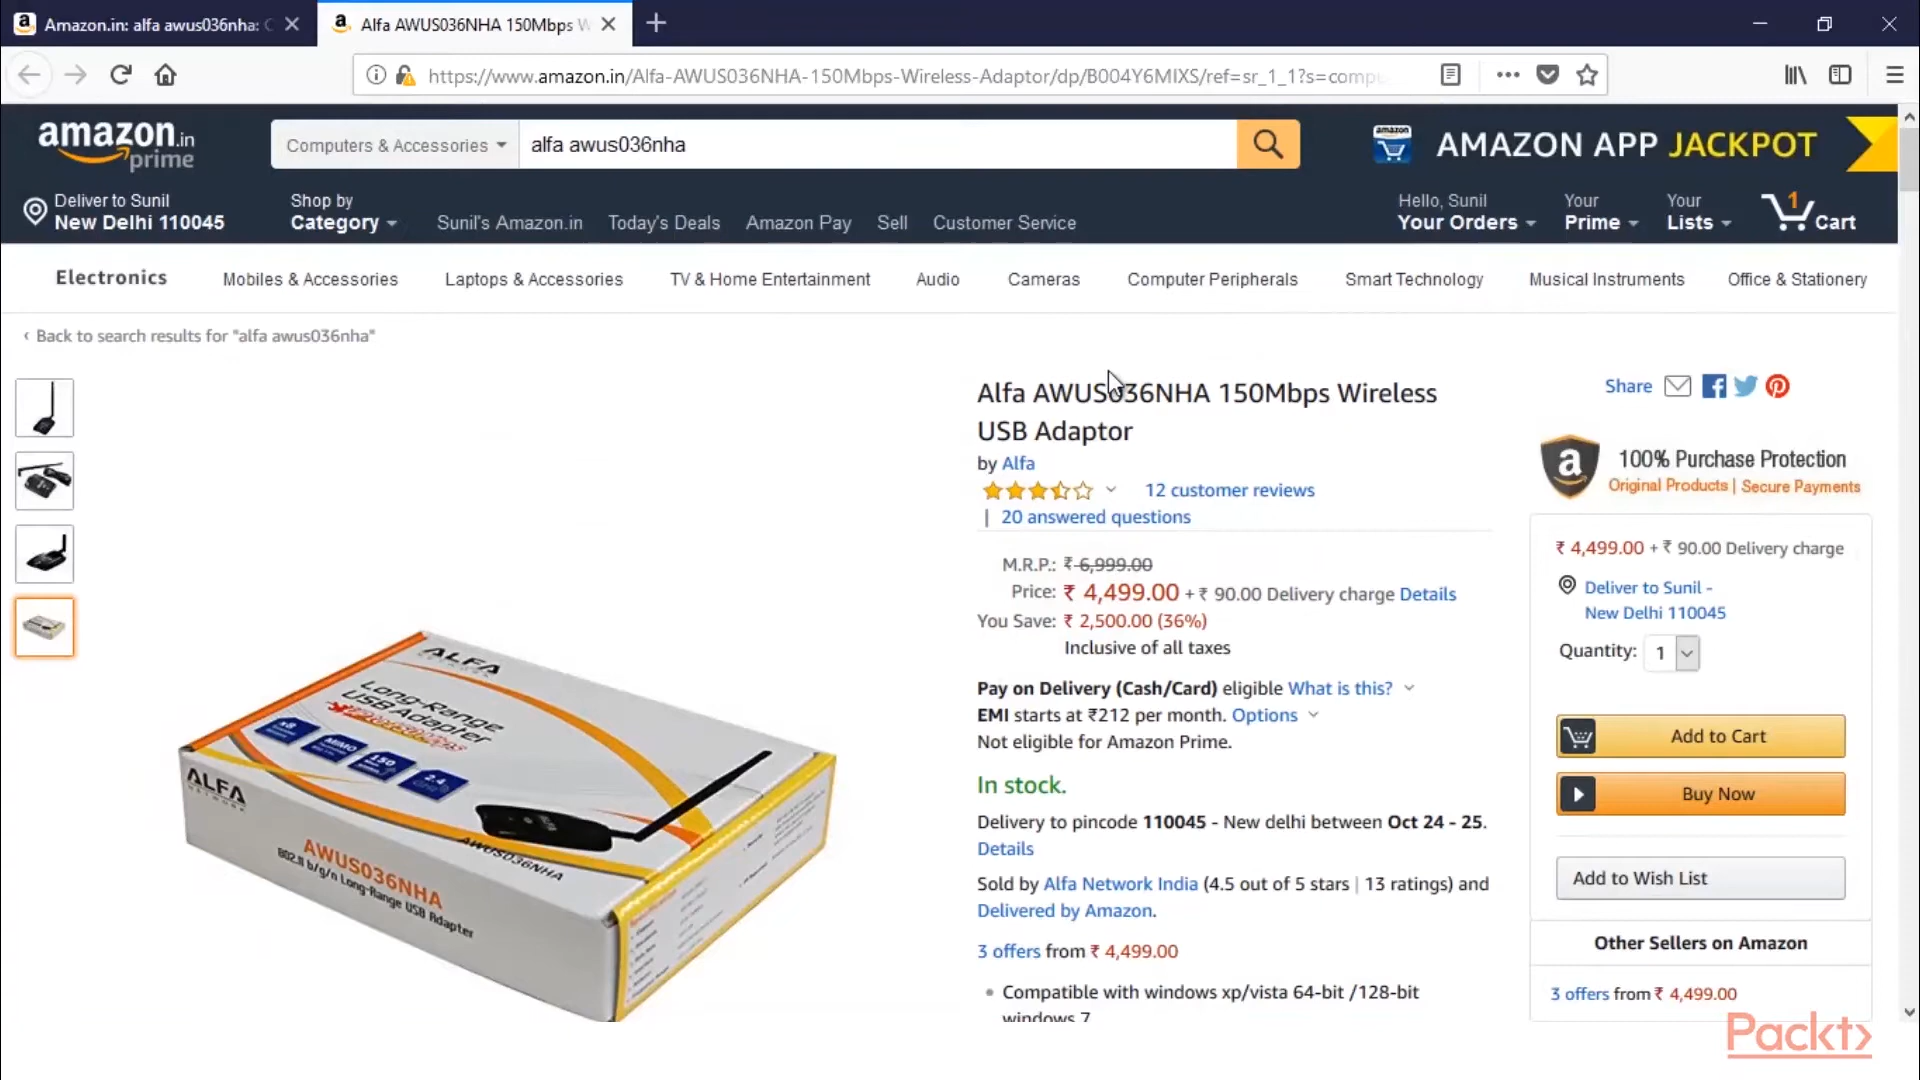 Amazon.in: alfa awus036nha:
Alfa AWUS036NHA 150Mbps W
https://www.amazon.in/Alfa-AWUS036NHA-150Mbps-Wireless-Adaptor/dp/B004Y6MIXS/ref=sr_1_1?s=compu
amazon.in
prime
Computers & Accessories
alfa awus036nha
amazon
AMAZON APP JACKPOT
Deliver to Sunil
New Delhi 110045
Shop by
Category
Sunil's Amazon.in
Today's Deals
Amazon Pay
Sell
Customer Service
Hello, Sunil
Your Orders
Your
Prime
Your
Lists
1
Cart
Electronics
Mobiles & Accessories
Laptops & Accessories
TV & Home Entertainment
Audio
Cameras
Computer Peripherals
Smart Technology
Musical Instruments
Office & Stationery
‹ Back to search results for "alfa awus036nha"
Alfa AWUS036NHA 150Mbps Wireless
USB Adaptor
by Alfa
12 customer reviews
| 20 answered questions
M.R.P.: ₹ 6,999.00
Price: ₹ 4,499.00 + ₹ 90.00 Delivery charge Details
You Save: ₹ 2,500.00 (36%)
Inclusive of all taxes
Pay on Delivery (Cash/Card) eligible What is this?
EMI starts at ₹212 per month. Options
Not eligible for Amazon Prime.
In stock.
Delivery to pincode 110045 - New delhi between Oct 24 - 25.
Details
Sold by Alfa Network India (4.5 out of 5 stars | 13 ratings) and
Delivered by Amazon.
3 offers from ₹ 4,499.00
Compatible with windows xp/vista 64-bit /128-bit
windows 7
Share
100% Purchase Protection
Original Products | Secure Payments
₹ 4,499.00 + ₹ 90.00 Delivery charge
Deliver to Sunil -
New Delhi 110045
Quantity: 1
Add to Cart
Buy Now
Add to Wish List
Other Sellers on Amazon
3 offers from ₹ 4,499.00
ALFA
NETWORK
Long-Range
USB Adapter
MIMO
150
2.4
ALFA
NETWORK
AWUS036NHA
AWUS036NHA
802.11 b/g/n Long-Range USB Adapter
Packt>